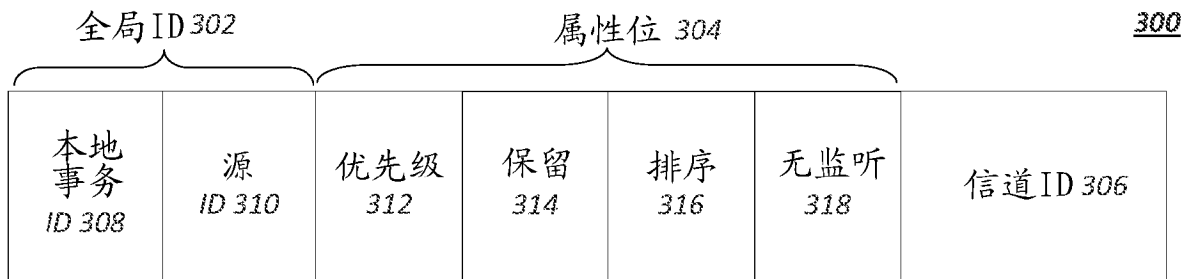 全局ID 302
属性位 304
300
本地
事务
ID 308
源
ID 310
优先级
312
保留
314
排序
316
无监听
318
信道ID 306